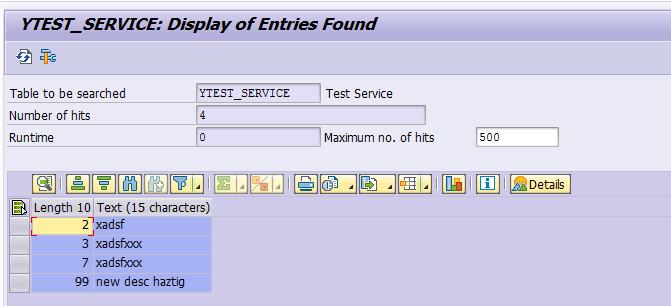 YTEST_SERVICE: Display of Entries Found
Table to be searched YTEST_SERVICE Test Service
Number of hits 4
Runtime 0 Maximum no. of hits 500
Details
Length 10 Text (15 characters)
2 xadsf
3 xadsfxxx
7 xadsfxxx
99 new desc haztig